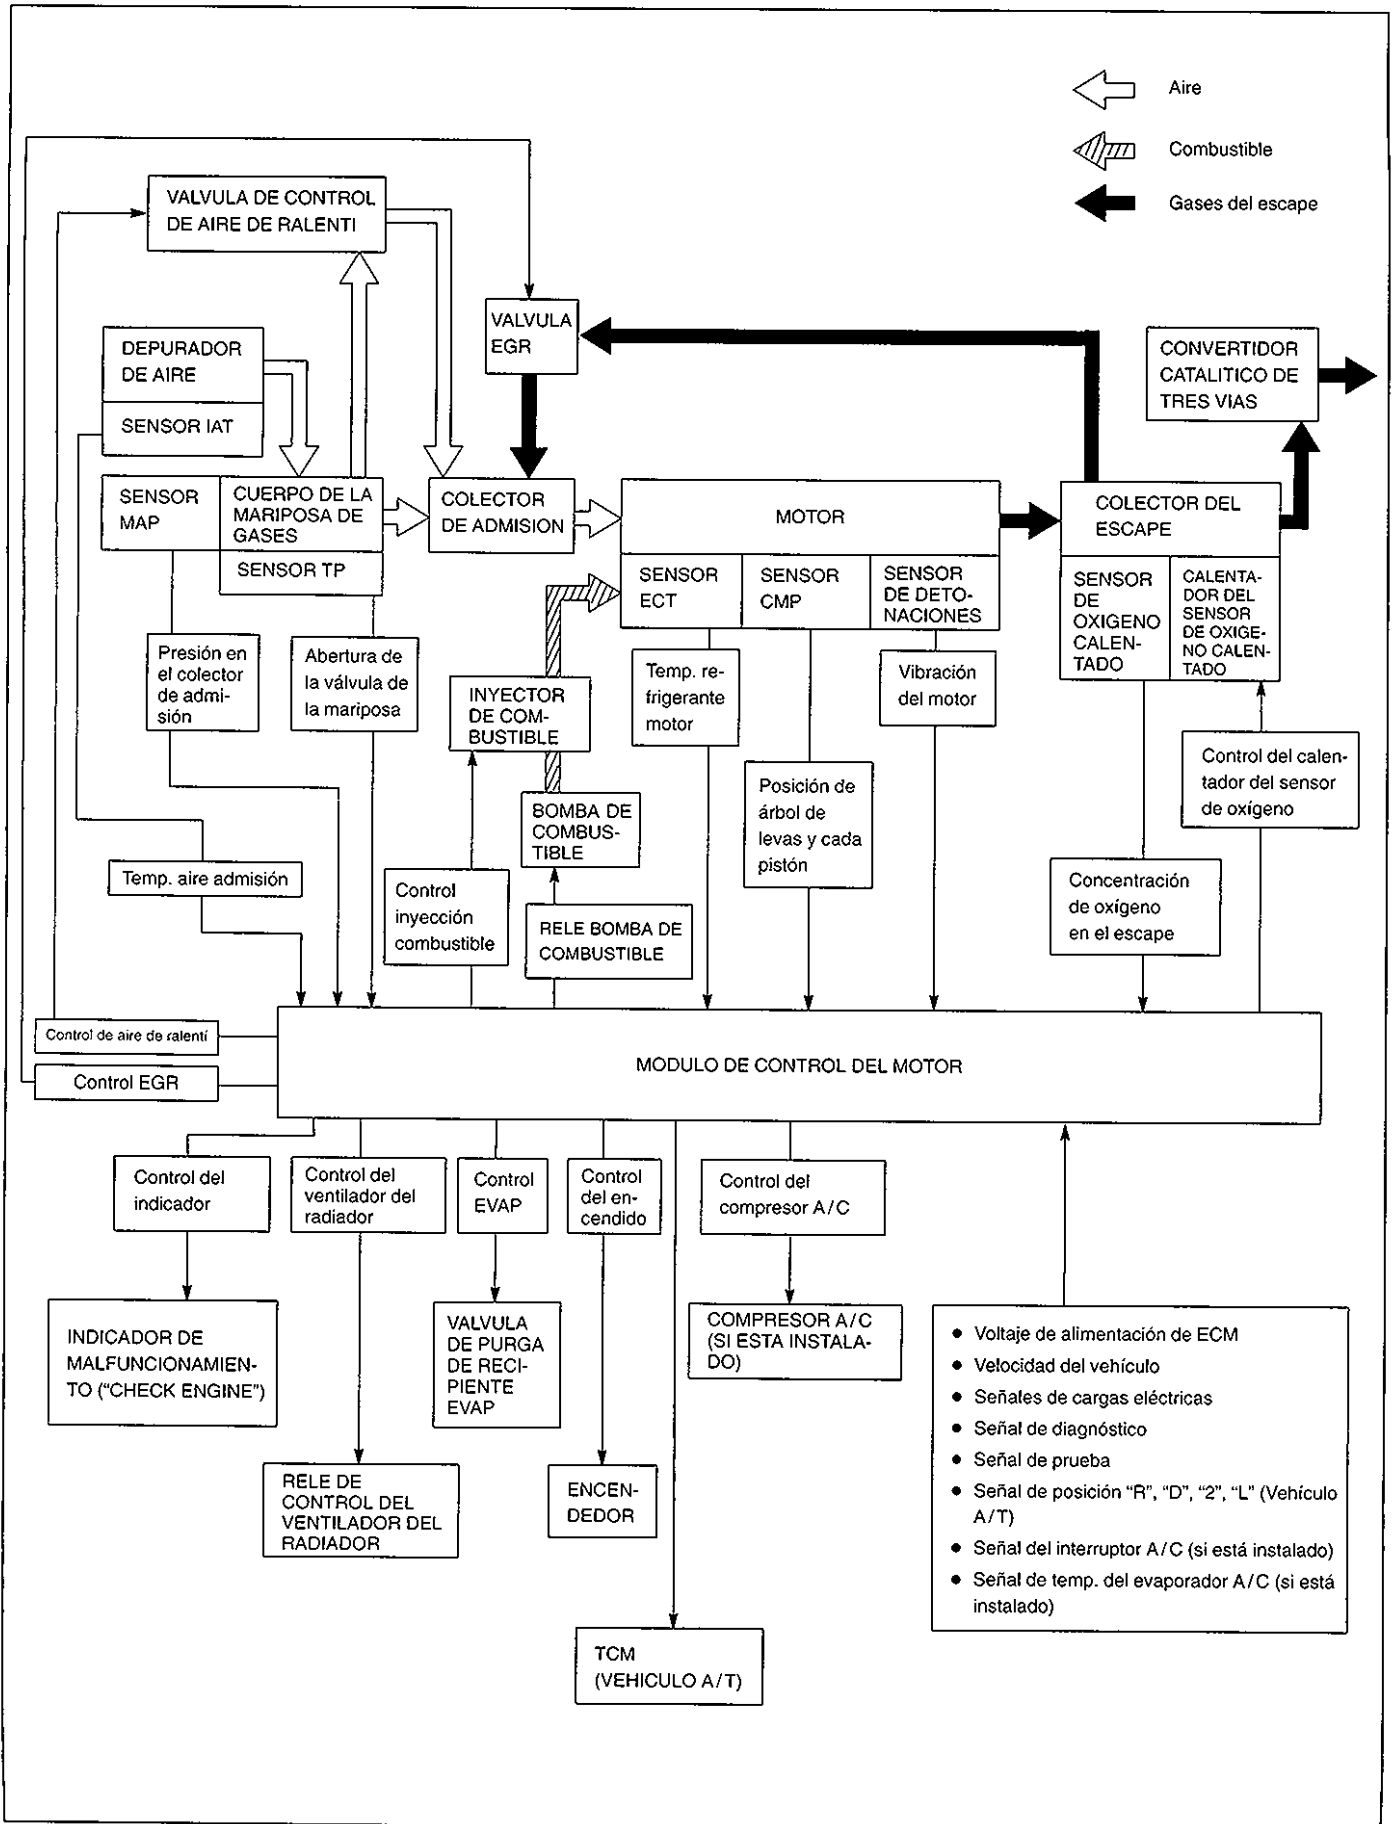 Aire
Combustible
Gases del escape
VALVULA DE CONTROL
DE AIRE DE RALENTI
VALVULA
EGR
DEPURADOR
DE AIRE
SENSOR IAT
CONVERTIDOR
CATALITICO DE
TRES VIAS
SENSOR
MAP
CUERPO DE LA
MARIPOSA DE
GASES
SENSOR TP
COLECTOR
DE ADMISION
MOTOR
COLECTOR DEL
ESCAPE
SENSOR
ECT
SENSOR
CMP
SENSOR
DE DETO-
NACIONES
SENSOR
DE
OXIGENO
CALEN-
TADO
CALENTA-
DOR DEL
SENSOR
DE OXIGE-
NO CALEN-
TADO
Presión en
el colector
de admi-
sión
Abertura de
la válvula de
la mariposa
INYECTOR
DE COM-
BUSTIBLE
Temp. re-
frigerante
motor
Vibración
del motor
Posición de
árbol de
levas y cada
pistón
Control del calen-
tador del sensor
de oxígeno
BOMBA DE
COMBUS-
TIBLE
Temp. aire admisión
Control
inyección
combustible
RELE BOMBA DE
COMBUSTIBLE
Concentración
de oxígeno
en el escape
Control de aire de ralentí
Control EGR
MODULO DE CONTROL DEL MOTOR
Control del
indicador
Control del
ventilador del
radiador
Control
EVAP
Control
del en-
cendido
Control del
compresor A/C
INDICADOR DE
MALFUNCIONAMIEN-
TO (“CHECK ENGINE”)
VALVULA
DE PURGA
DE RECI-
PIENTE
EVAP
COMPRESOR A/C
(SI ESTA INSTALA-
DO)
RELE DE
CONTROL DEL
VENTILADOR DEL
RADIADOR
ENCEN-
DEDOR
TCM
(VEHICULO A/T)
● Voltaje de alimentación de ECM
● Velocidad del vehículo
● Señales de cargas eléctricas
● Señal de diagnóstico
● Señal de prueba
● Señal de posición “R”, “D”, “2”, “L” (Vehículo
A/T)
● Señal del interruptor A/C (si está instalado)
● Señal de temp. del evaporador A/C (si está
instalado)